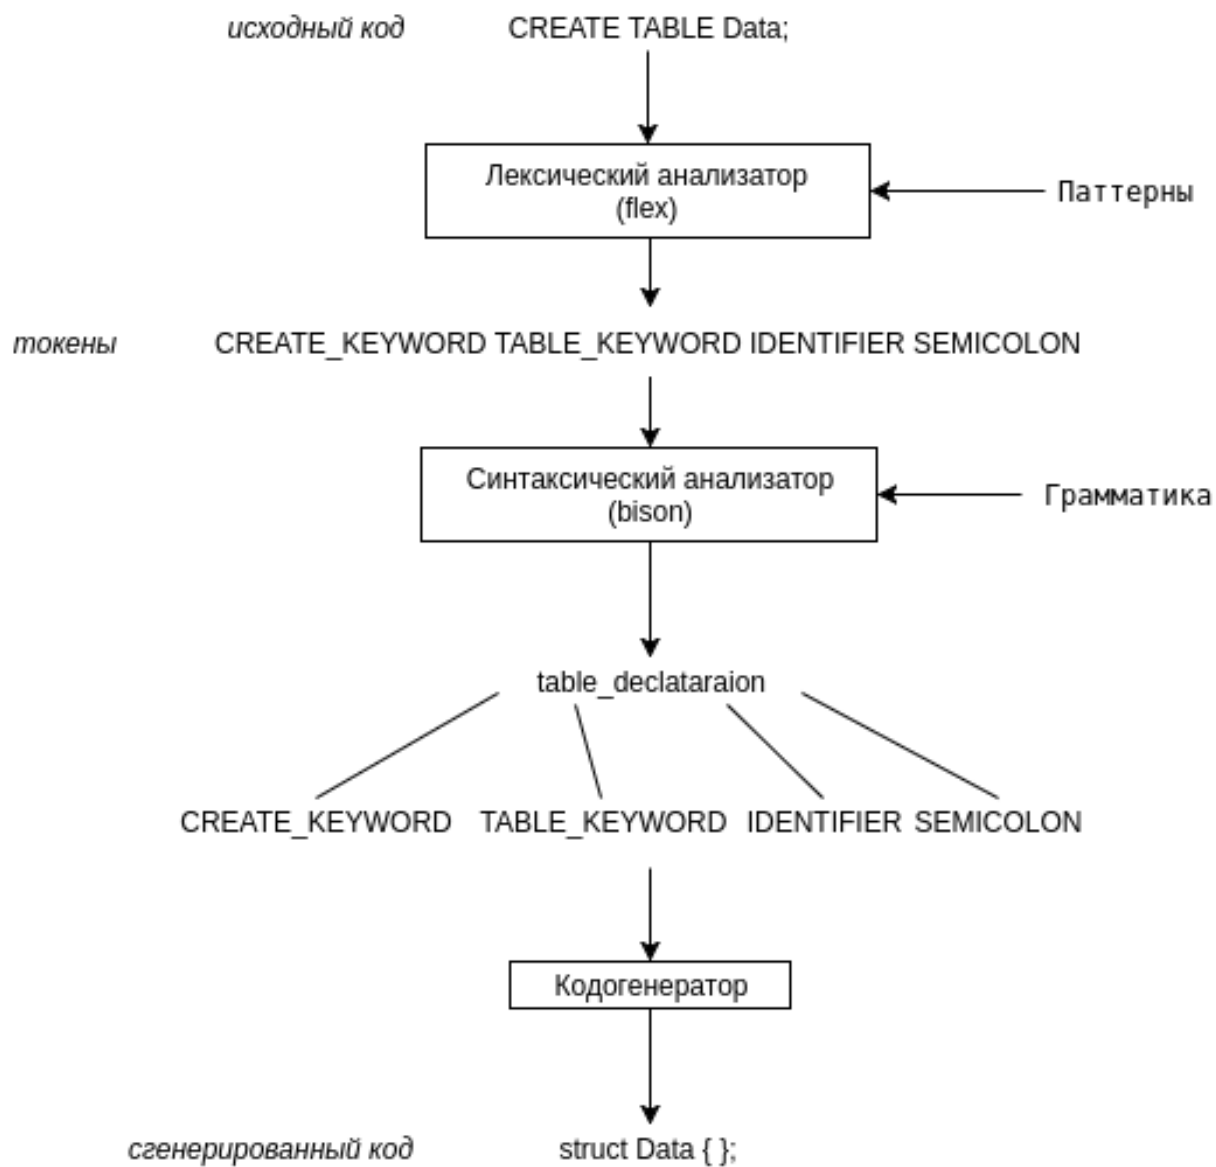 исходный код CREATE TABLE Data;
Лексический анализатор
(flex)
Паттерны
токены CREATE_KEYWORD TABLE_KEYWORD IDENTIFIER SEMICOLON
Синтаксический анализатор
(bison)
Грамматика
table_declataraion
CREATE_KEYWORD TABLE_KEYWORD IDENTIFIER SEMICOLON
Кодогенератор
сгенерированный код struct Data { };